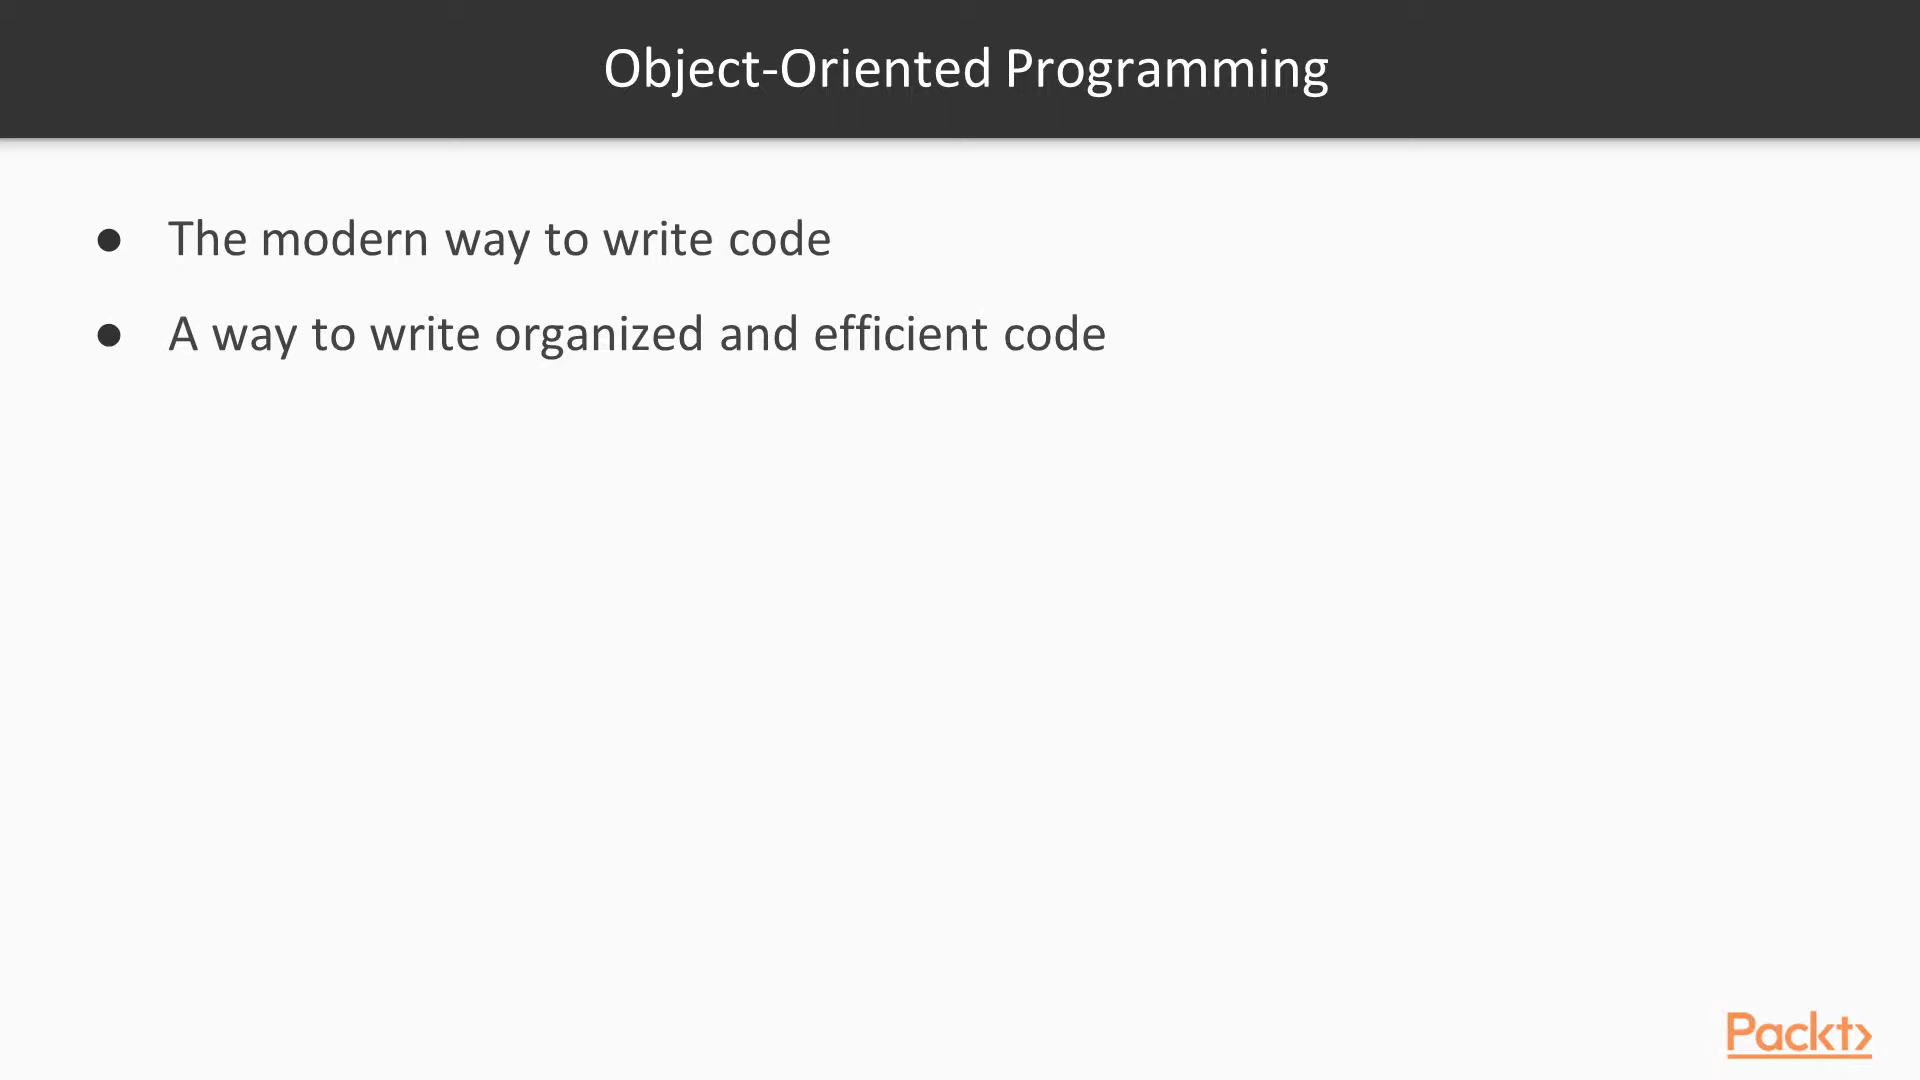 Object-Oriented Programming
● The modern way to write code
● A way to write organized and efficient code
Packt>